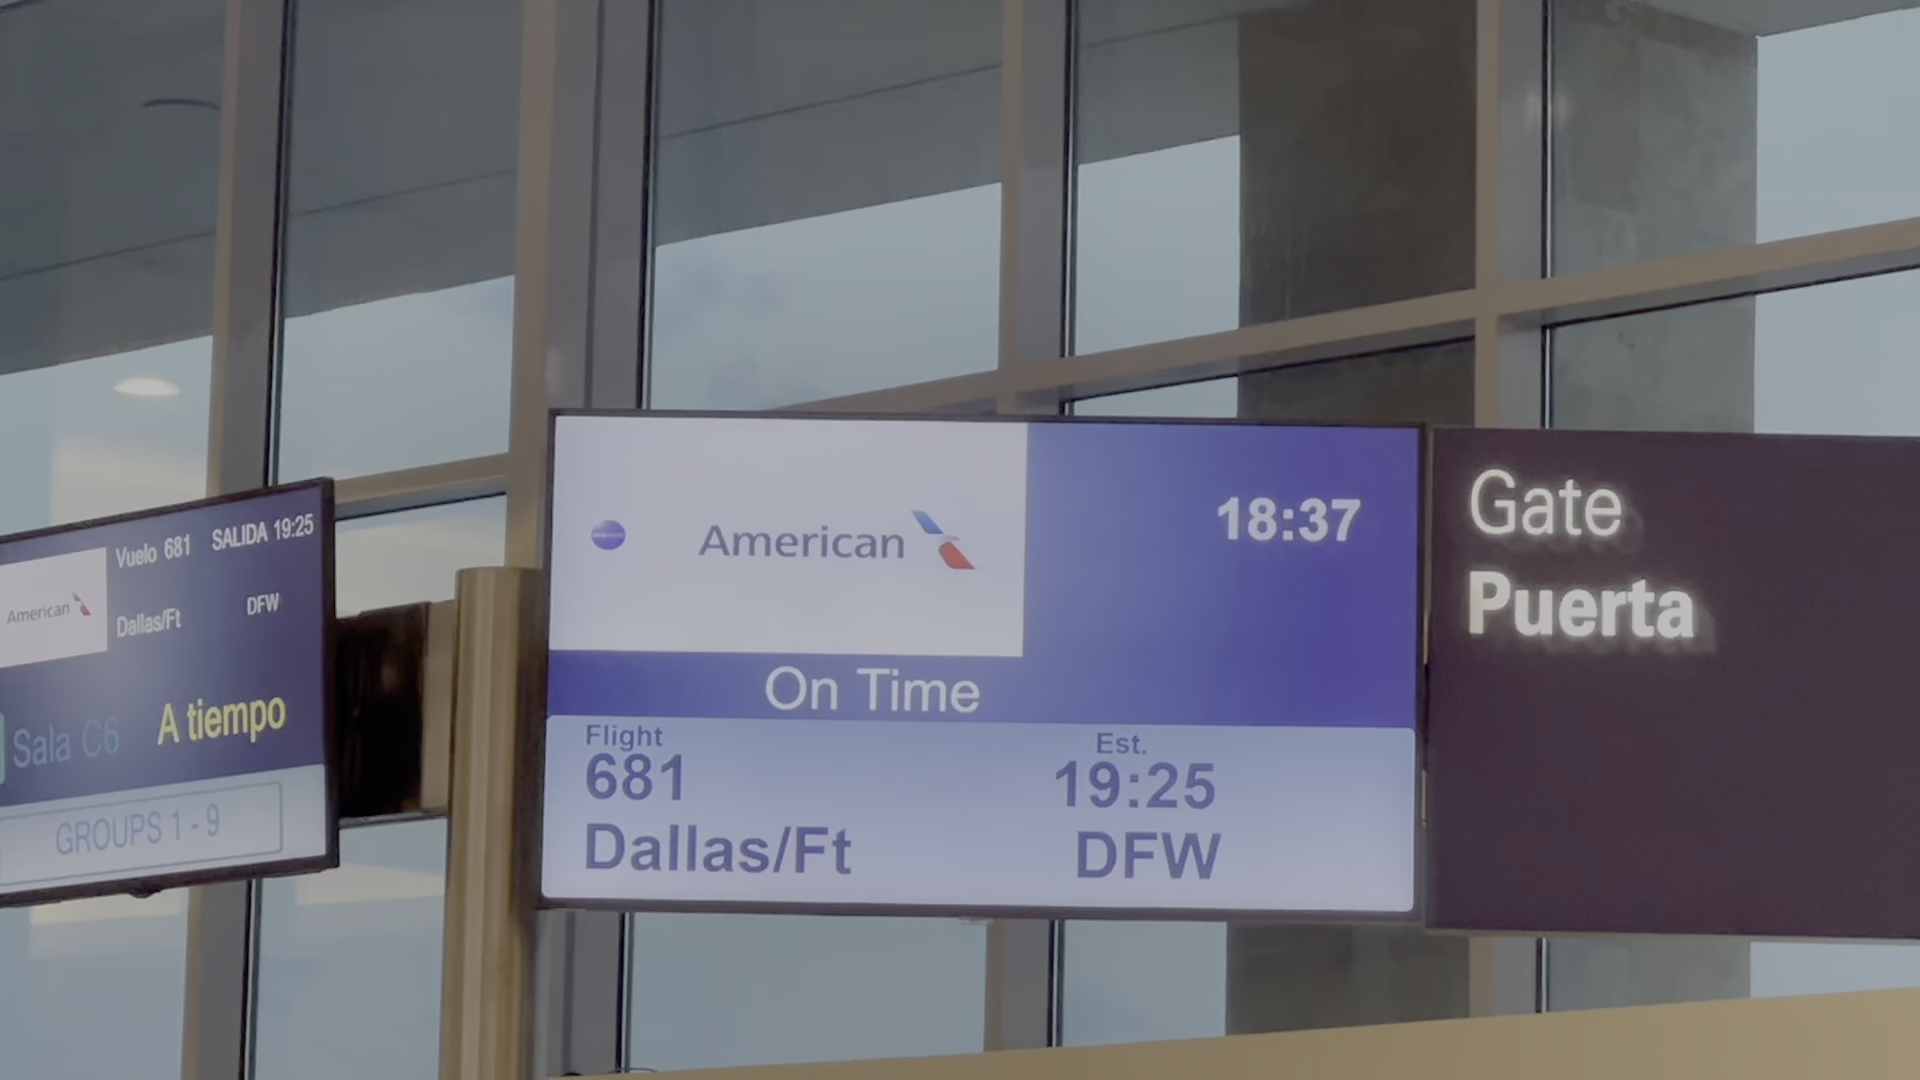 Vuelo 681 SALIDA 19:25
American
Dallas/Ft DFW
Sala C6 A tiempo
GROUPS 1 - 9
American
18:37
On Time
Flight Est.
681 19:25
Dallas/Ft DFW
Gate
Puerta